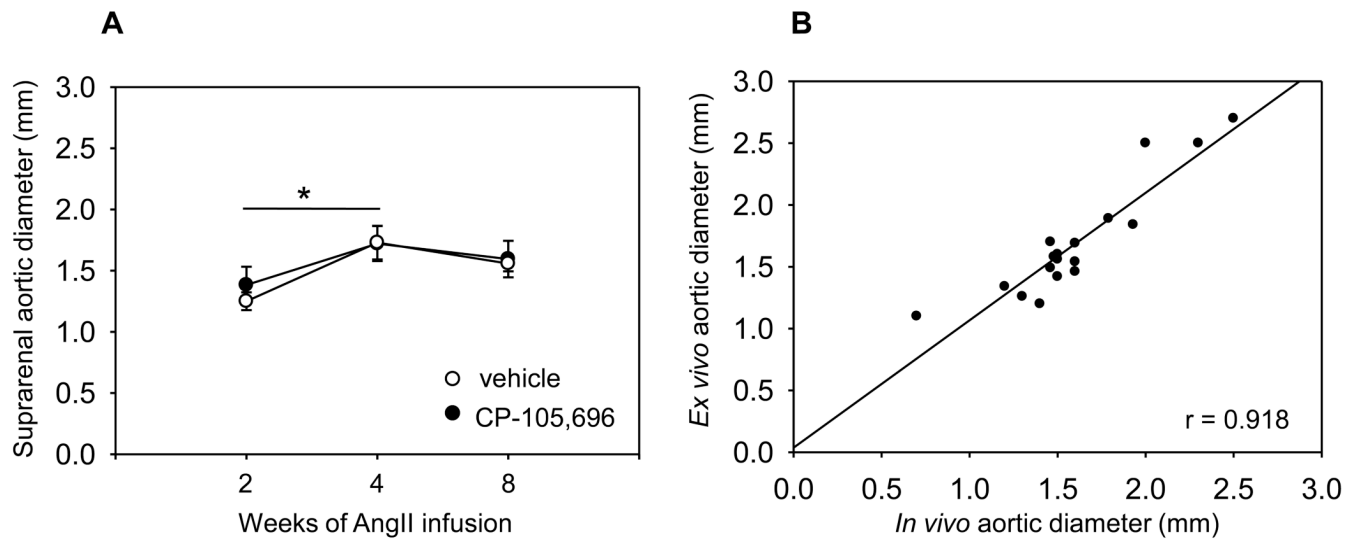 A
Suprarenal aortic diameter (mm)
3.0
2.5
2.0
1.5
1.0
0.5
0.0
*
vehicle
CP-105,696
2 4 8
Weeks of AngII infusion
B
Ex vivo aortic diameter (mm)
3.0
2.5
2.0
1.5
1.0
0.5
0.0
r = 0.918
0.0 0.5 1.0 1.5 2.0 2.5 3.0
In vivo aortic diameter (mm)